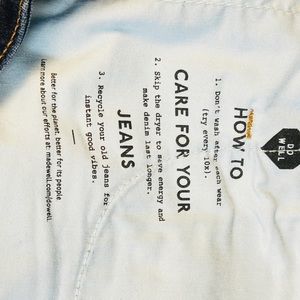 DO
WELL
HOW TO
CARE FOR YOUR
JEANS
1. Don't wash after each wear
(try every 10x).
2. Skip the dryer to save energy and
make denim last longer.
3. Recycle your old jeans for
instant good vibes.
Better for the planet, better for its people
Learn more about our efforts at: madewell.com/dowell